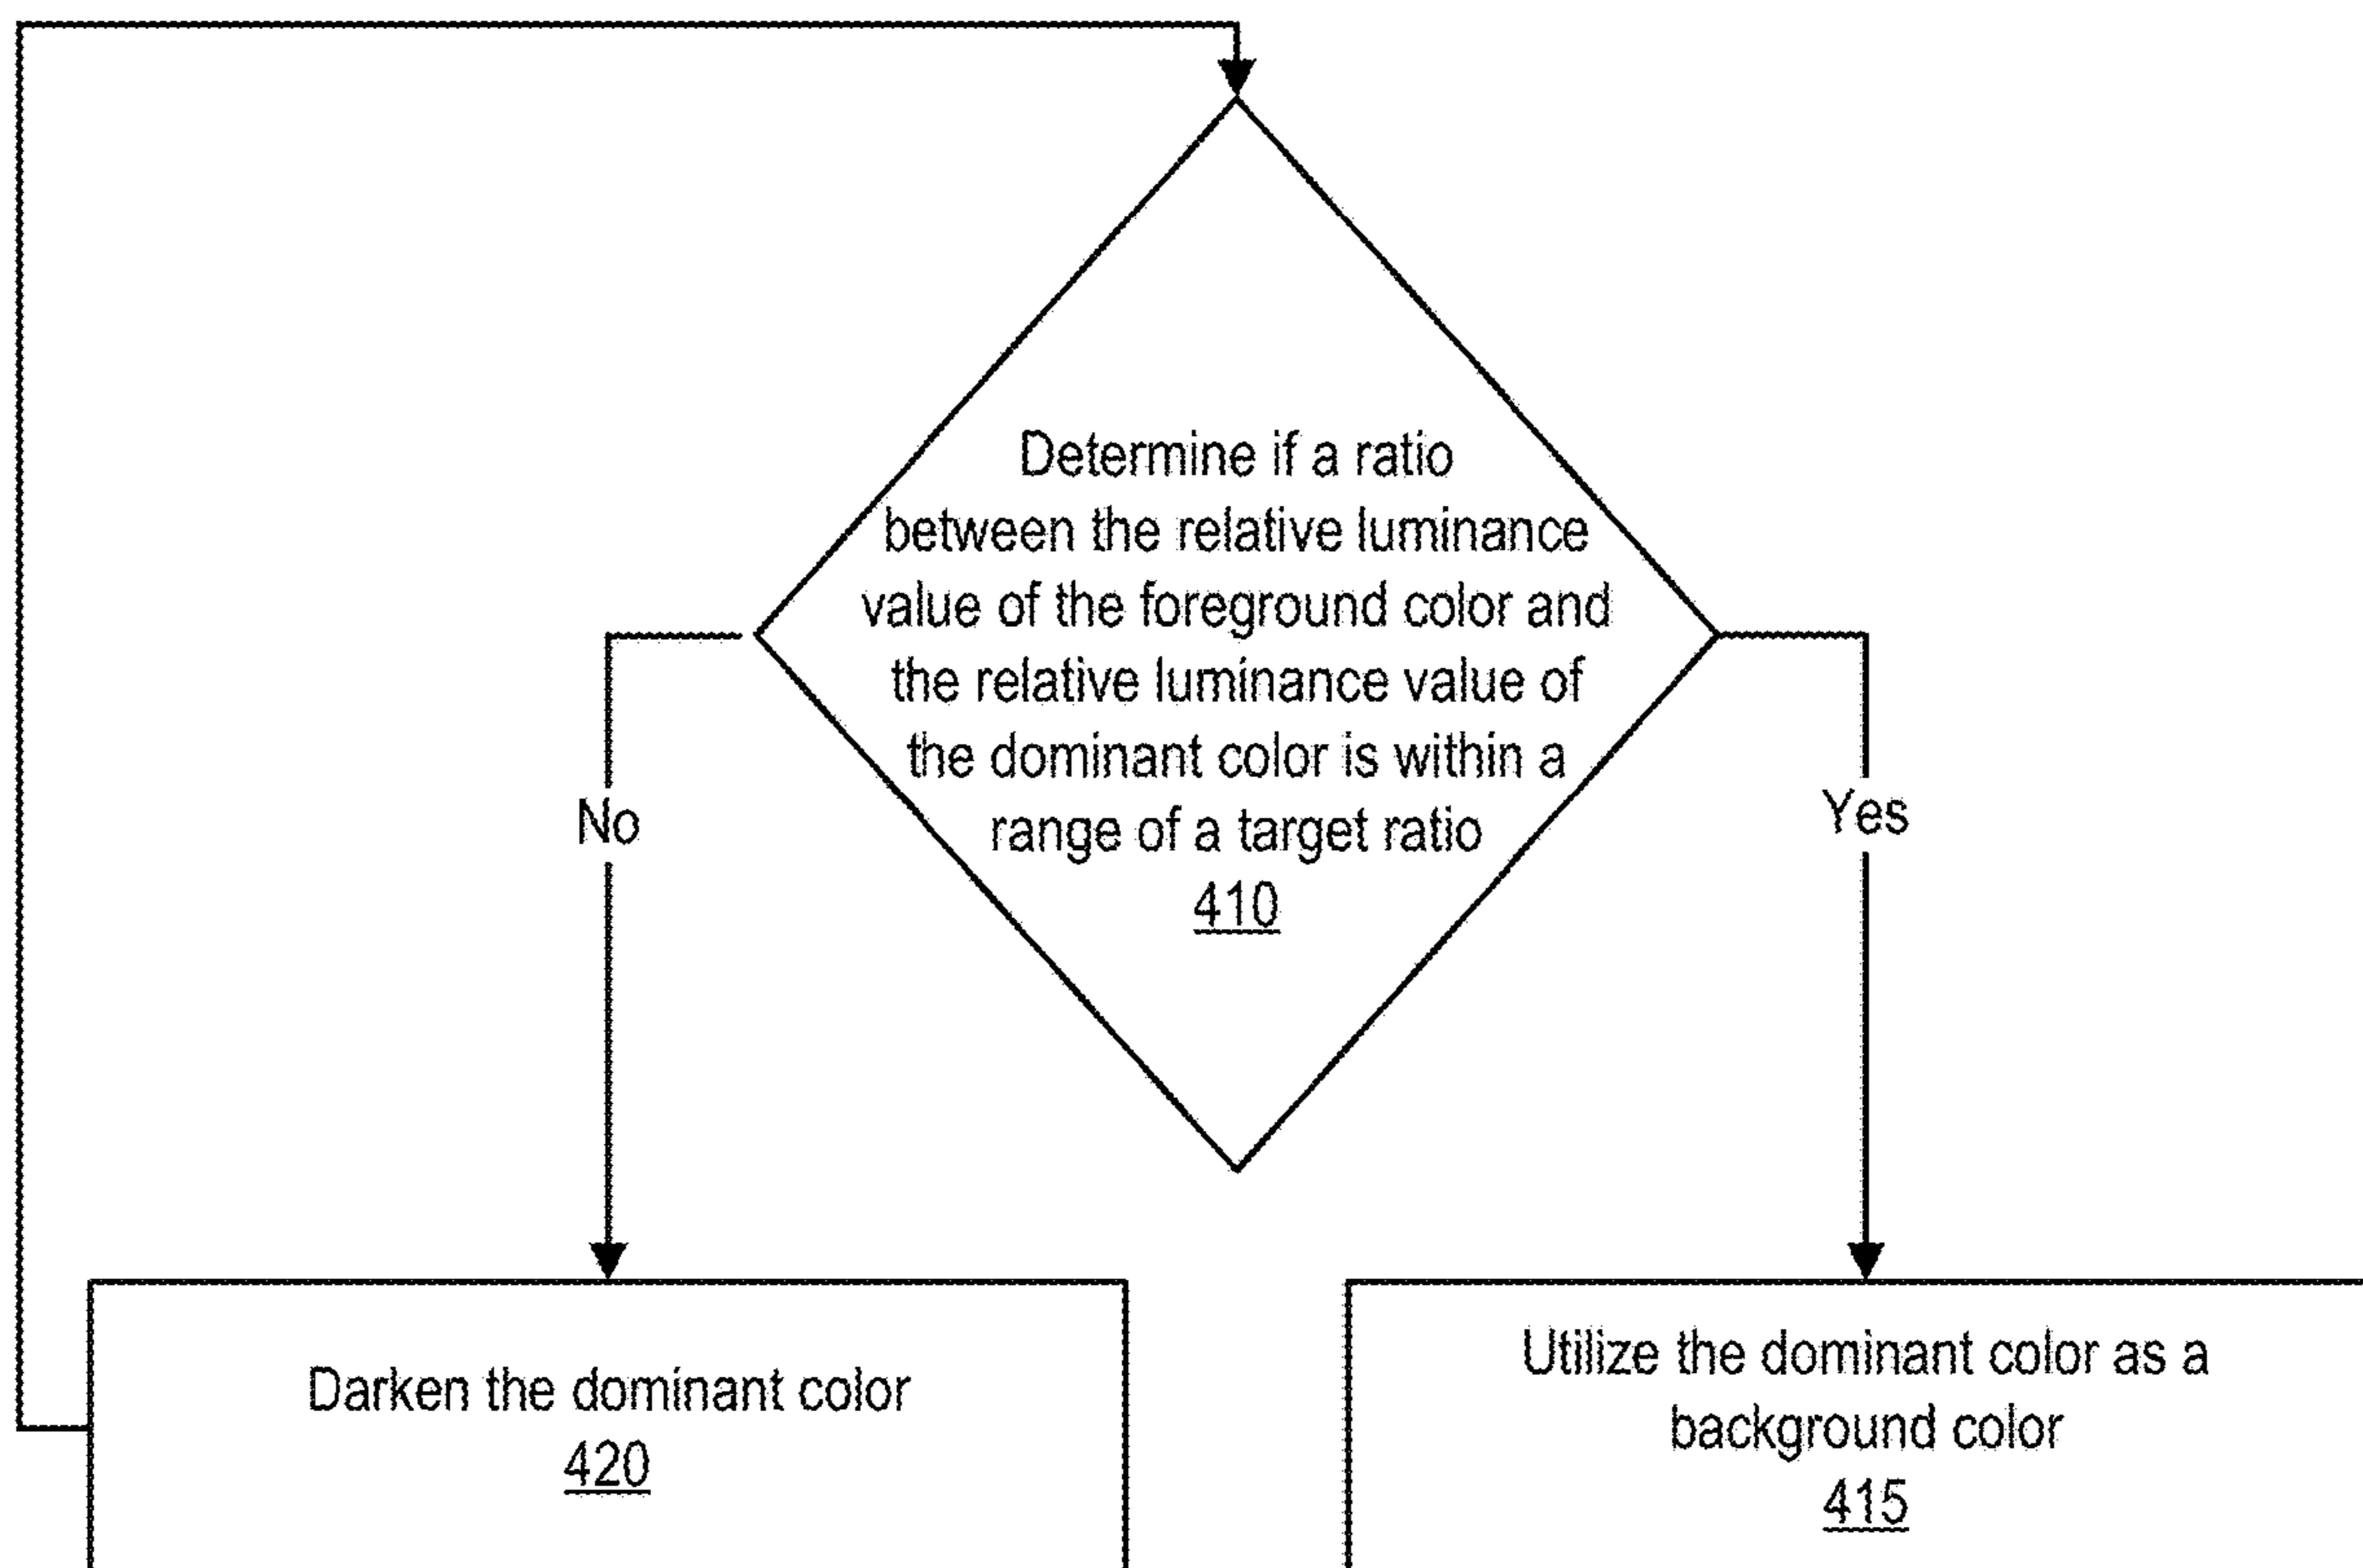 Determine if a ratio
between the relative luminance
value of the foreground color and
the relative luminance value of
the dominant color is within a
range of a target ratio
410
No
Yes
Darken the dominant color
420
Utilize the dominant color as a
background color
415